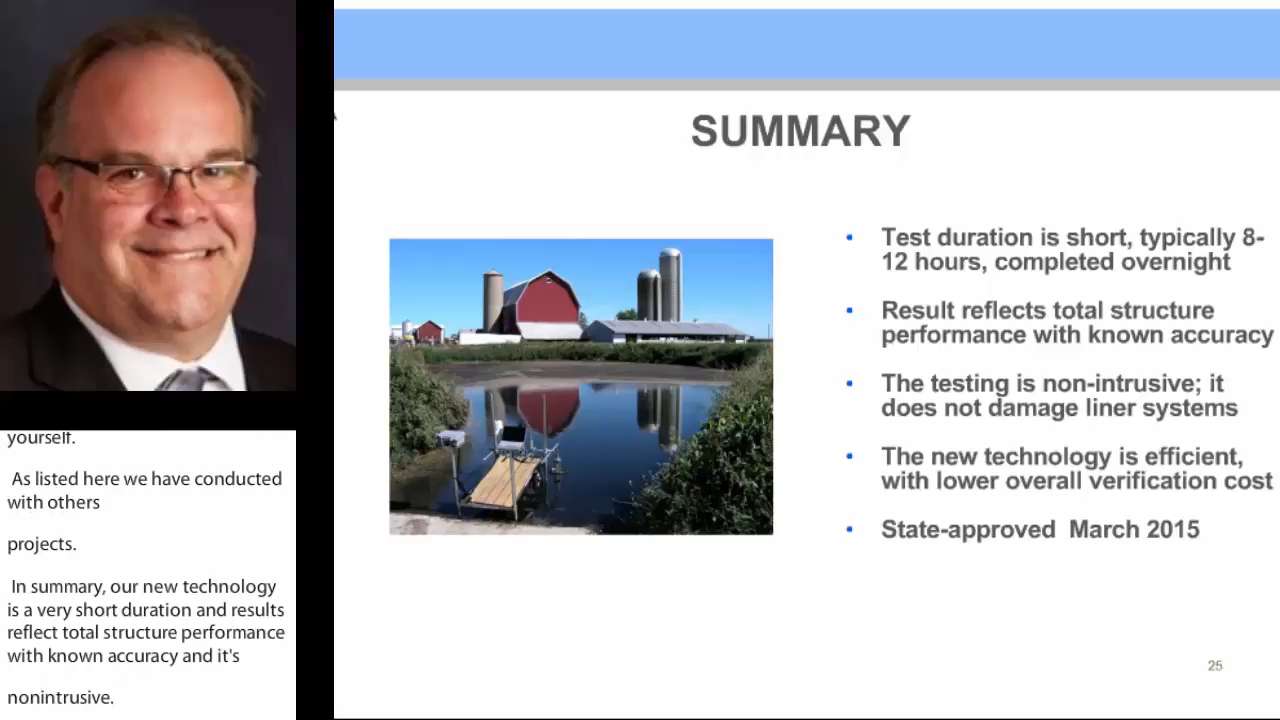 SUMMARY
Test duration is short, typically 8-
12 hours, completed overnight
Result reflects total structure
performance with known accuracy
The testing is non-intrusive; it
does not damage liner systems
The new technology is efficient,
with lower overall verification cost
State-approved  March 2015
25
yourself.
As listed here we have conducted
with others
projects.
In summary, our new technology
is a very short duration and results
reflect total structure performance
with known accuracy and it's
nonintrusive.